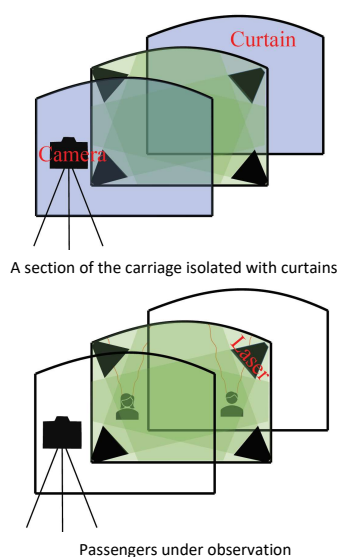 Curtain
Camera
A section of the carriage isolated with curtains
Laser
Passengers under observation